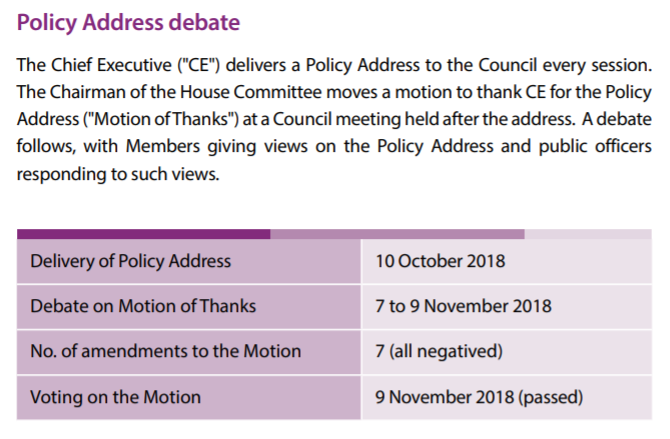 Policy Address debate
The Chief Executive ("CE") delivers a Policy Address to the Council every session.
The Chairman of the House Committee moves a motion to thank CE for the Policy
Address ("Motion of Thanks") at a Council meeting held after the address. A debate
follows, with Members giving views on the Policy Address and public officers
responding to such views.
Delivery of Policy Address 10 October 2018
Debate on Motion of Thanks 7 to 9 November 2018
No. of amendments to the Motion 7 (all negatived)
Voting on the Motion 9 November 2018 (passed)